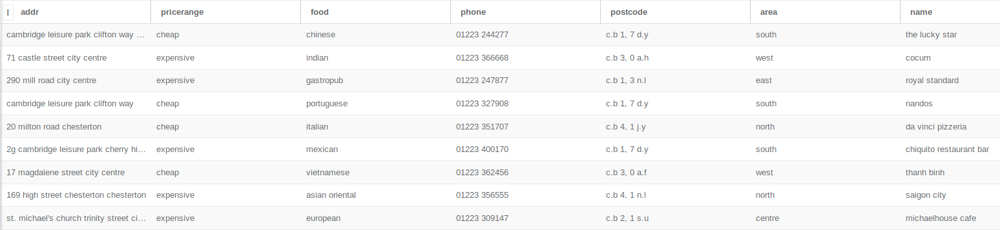 addr pricerange food phone postcode area name
cambridge leisure park clifton way ... cheap chinese 01223 244277 c.b 1, 7 d.y south the lucky star
71 castle street city centre expensive indian 01223 366668 c.b 3, 0 a.h west cocum
290 mill road city centre expensive gastropub 01223 247877 c.b 1, 3 n.l east royal standard
cambridge leisure park clifton way cheap portuguese 01223 327908 c.b 1, 7 d.y south nandos
20 milton road chesterton cheap italian 01223 351707 c.b 4, 1 j.y north da vinci pizzeria
2g cambridge leisure park cherry hi... expensive mexican 01223 400170 c.b 1, 7 d.y south chiquito restaurant bar
17 magdalene street city centre cheap vietnamese 01223 362456 c.b 3, 0 a.f west thanh binh
169 high street chesterton chesterton expensive asian oriental 01223 356555 c.b 4, 1 n.l north saigon city
st. michael's church trinity street ci... expensive european 01223 309147 c.b 2, 1 s.u centre michaelhouse cafe